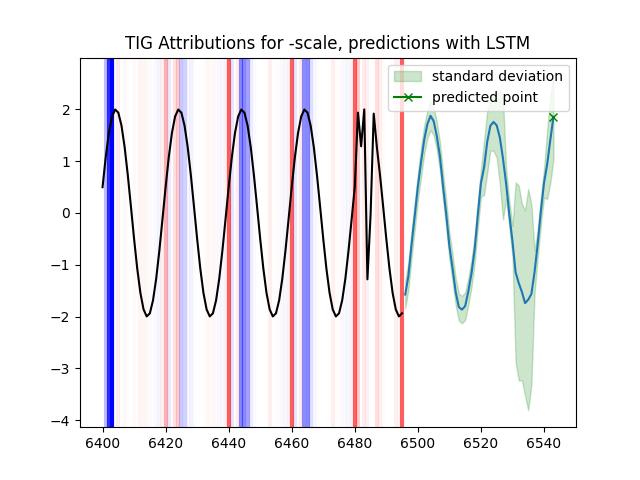 TIG Attributions for -scale, predictions with LSTM
standard deviation
predicted point
2
1
0
−1
−2
−3
−4
6400 6420 6440 6460 6480 6500 6520 6540